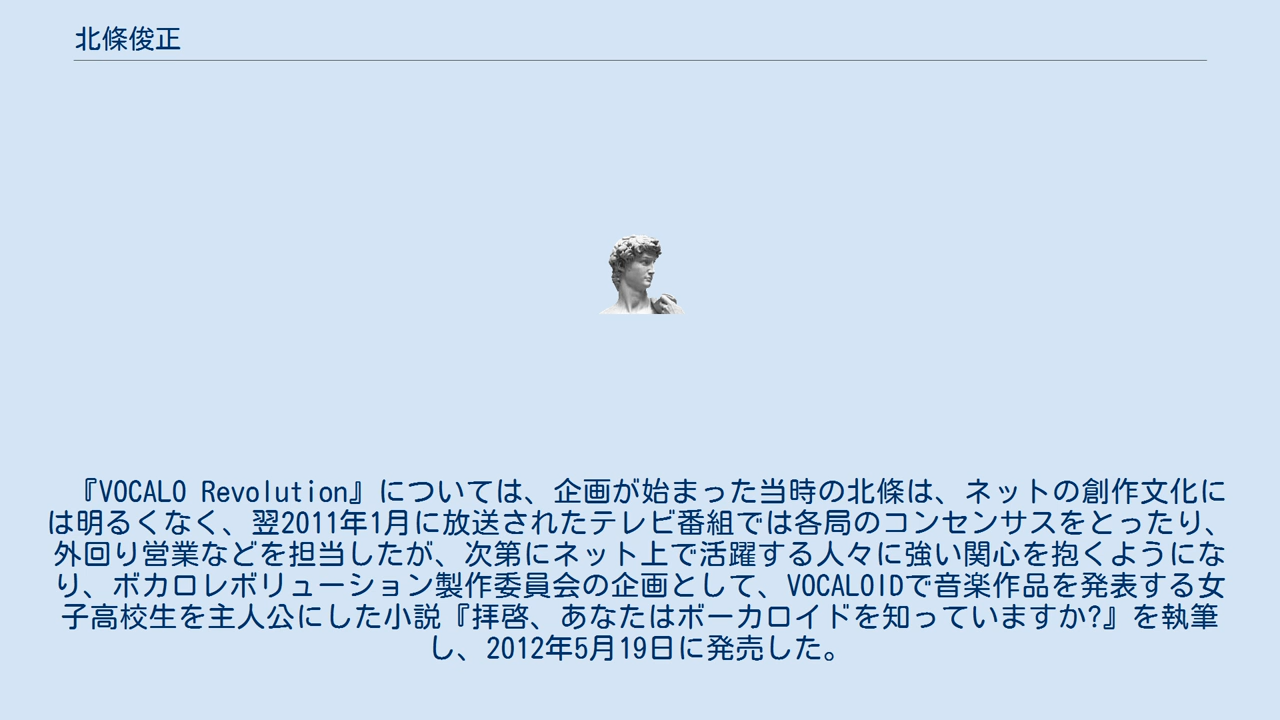 北條俊正
『VOCALO Revolution』については、企画が始まった当時の北條は、ネットの創作文化に
は明るくなく、翌2011年1月に放送されたテレビ番組では各局のコンセンサスをとったり、
外回り営業などを担当したが、次第にネット上で活躍する人々に強い関心を抱くようにな
り、ボカロレボリューション製作委員会の企画として、VOCALOIDで音楽作品を発表する女
子高校生を主人公にした小説『拝啓、あなたはボーカロイドを知っていますか?』を執筆
し、2012年5月19日に発売した。